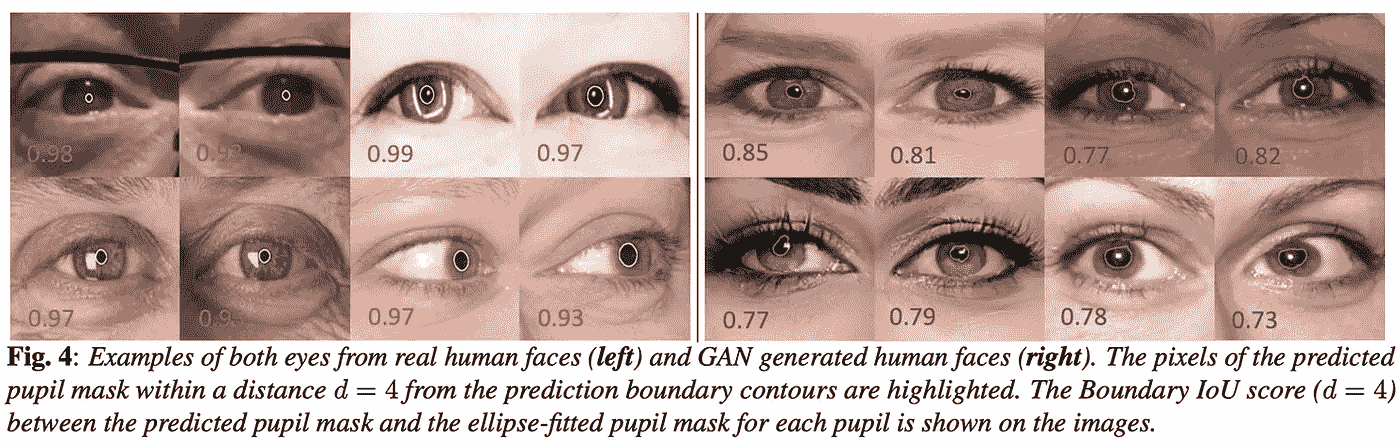 0.98 0.99 0.97 0.85 0.81 0.77 0.82
0.97 0.97 0.93 0.77 0.79 0.78 0.73
Fig. 4: Examples of both eyes from real human faces (left) and GAN generated human faces (right). The pixels of the predicted
pupil mask within a distance d = 4 from the prediction boundary contours are highlighted. The Boundary IoU score (d = 4)
between the predicted pupil mask and the ellipse-fitted pupil mask for each pupil is shown on the images.